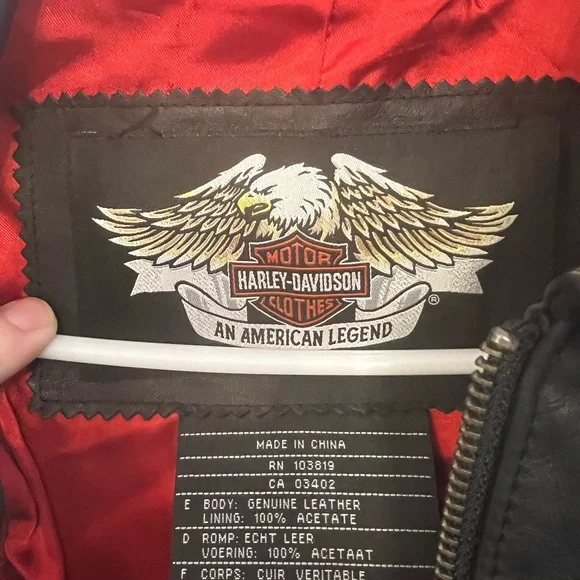 MOTOR
HARLEY-DAVIDSON
CLOTHES
®
AN AMERICAN LEGEND
MADE IN CHINA
RN 103819
CA 03402
E BODY: GENUINE LEATHER
LINING: 100% ACETATE
D ROMP: ECHT LEER
VOERING: 100% ACETAAT
F CORPS: CUIR VERITABLE